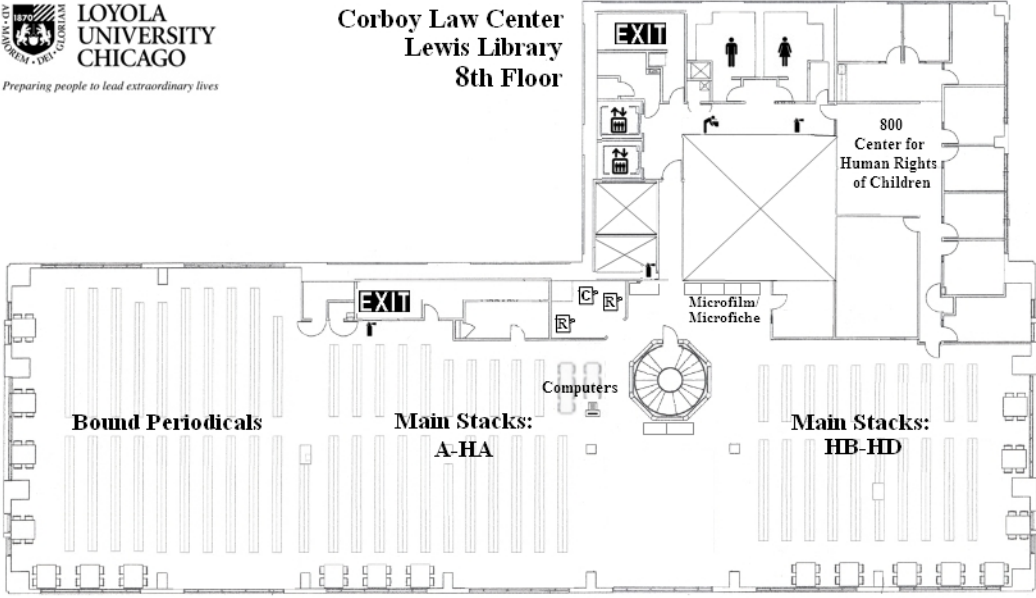 1870
AD • MAJOREM • DEI • GLORIAM
LOYOLA
UNIVERSITY
CHICAGO
Preparing people to lead extraordinary lives
Corboy Law Center
Lewis Library
8th Floor
EXIT
800
Center for
Human Rights
of Children
EXIT
C
R
R
Microfilm/
Microfiche
Computers
Bound Periodicals
Main Stacks:
A-HA
Main Stacks:
HB-HD